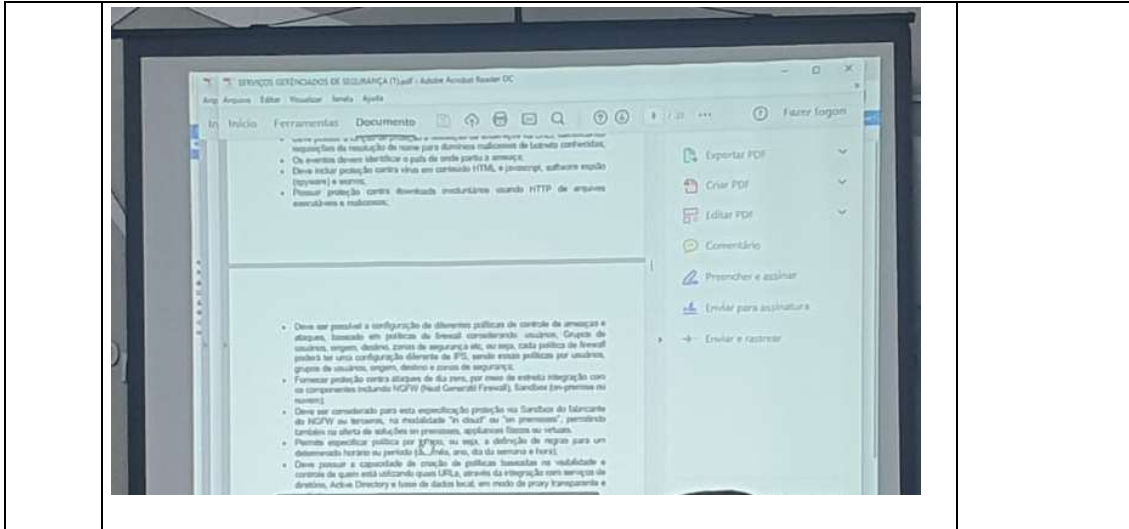 SERVIÇOS GERENCIADOS DE SEGURANÇA (1).pdf - Adobe Acrobat Reader DC
Arquivo Editar Visualizar Janela Ajuda
Início Ferramentas Documento Fazer logon
requisições de resolução de nome para domínios maliciosos de botnets conhecidas;
• Os eventos devem identificar o país de onde partiu a ameaça;
• Deve incluir proteção contra vírus em conteúdo HTML e javascript, software espião
(spyware) e worms;
• Possuir proteção contra downloads involuntários usando HTTP de arquivos
executáveis e maliciosos;
Exportar PDF
Criar PDF
Editar PDF
Comentário
Preencher e assinar
Enviar para assinatura
Enviar e rastrear
• Deve ser possível a configuração de diferentes políticas de controle de ameaças e
ataques, baseado em políticas de firewall considerando usuários, Grupos de
usuários, origem, destino, zonas de segurança etc, ou seja, cada política de firewall
poderá ter uma configuração diferente de IPS, sendo essas políticas por usuários,
grupos de usuários, origem, destino e zonas de segurança;
• Fornecer proteção contra ataques de dia zero, por meio de estreita integração com
os componentes incluindo NGFW (Next Firewall), Sandbox (on-premise ou
nuvem);
• Deve ser considerado para esta especificação proteção via Sandbox do fabricante
do NGFW ou terceiros, na modalidade "in cloud" ou "on premisses", permitindo
também na oferta de soluções on premisses, appliances físicos ou virtuais.
• Permite especificar política por ou seja, a definição de regras para um
determinado horário ou período mês, ano, dia da semana e hora);
• Deve possuir a capacidade de criação de políticas baseadas na visibilidade e
controle de quem está utilizando quais URLs, através da integração com serviços de
diretório, Active Directory e base de dados local, em modo de proxy transparente e